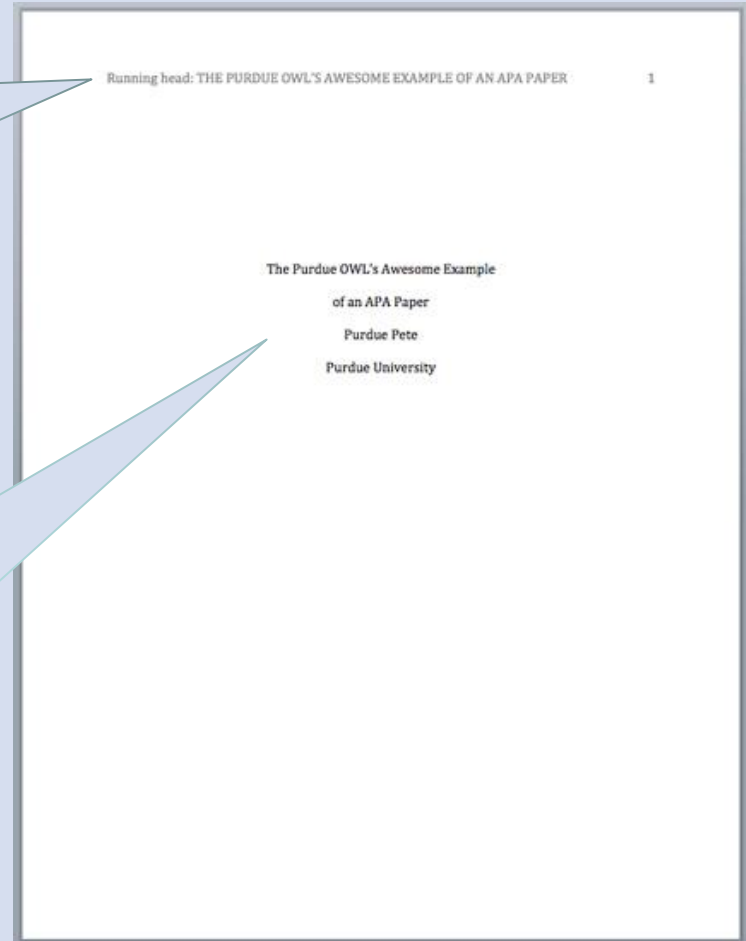 Running head: THE PURDUE OWL'S AWESOME EXAMPLE OF AN APA PAPER 1
The Purdue OWL's Awesome Example
of an APA Paper
Purdue Pete
Purdue University